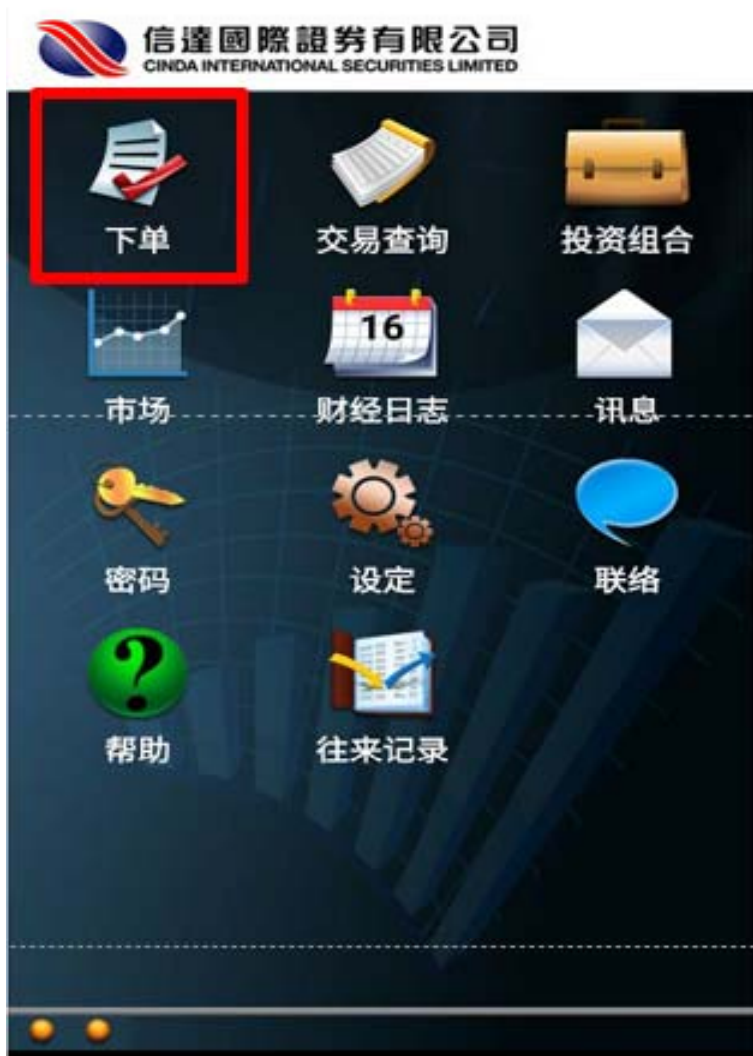 信達國際證券有限公司
CINDA INTERNATIONAL SECURITIES LIMITED
下单
交易查询
投资组合
16
市场
财经日志
讯息
密码
设定
联络
?
帮助
往来记录